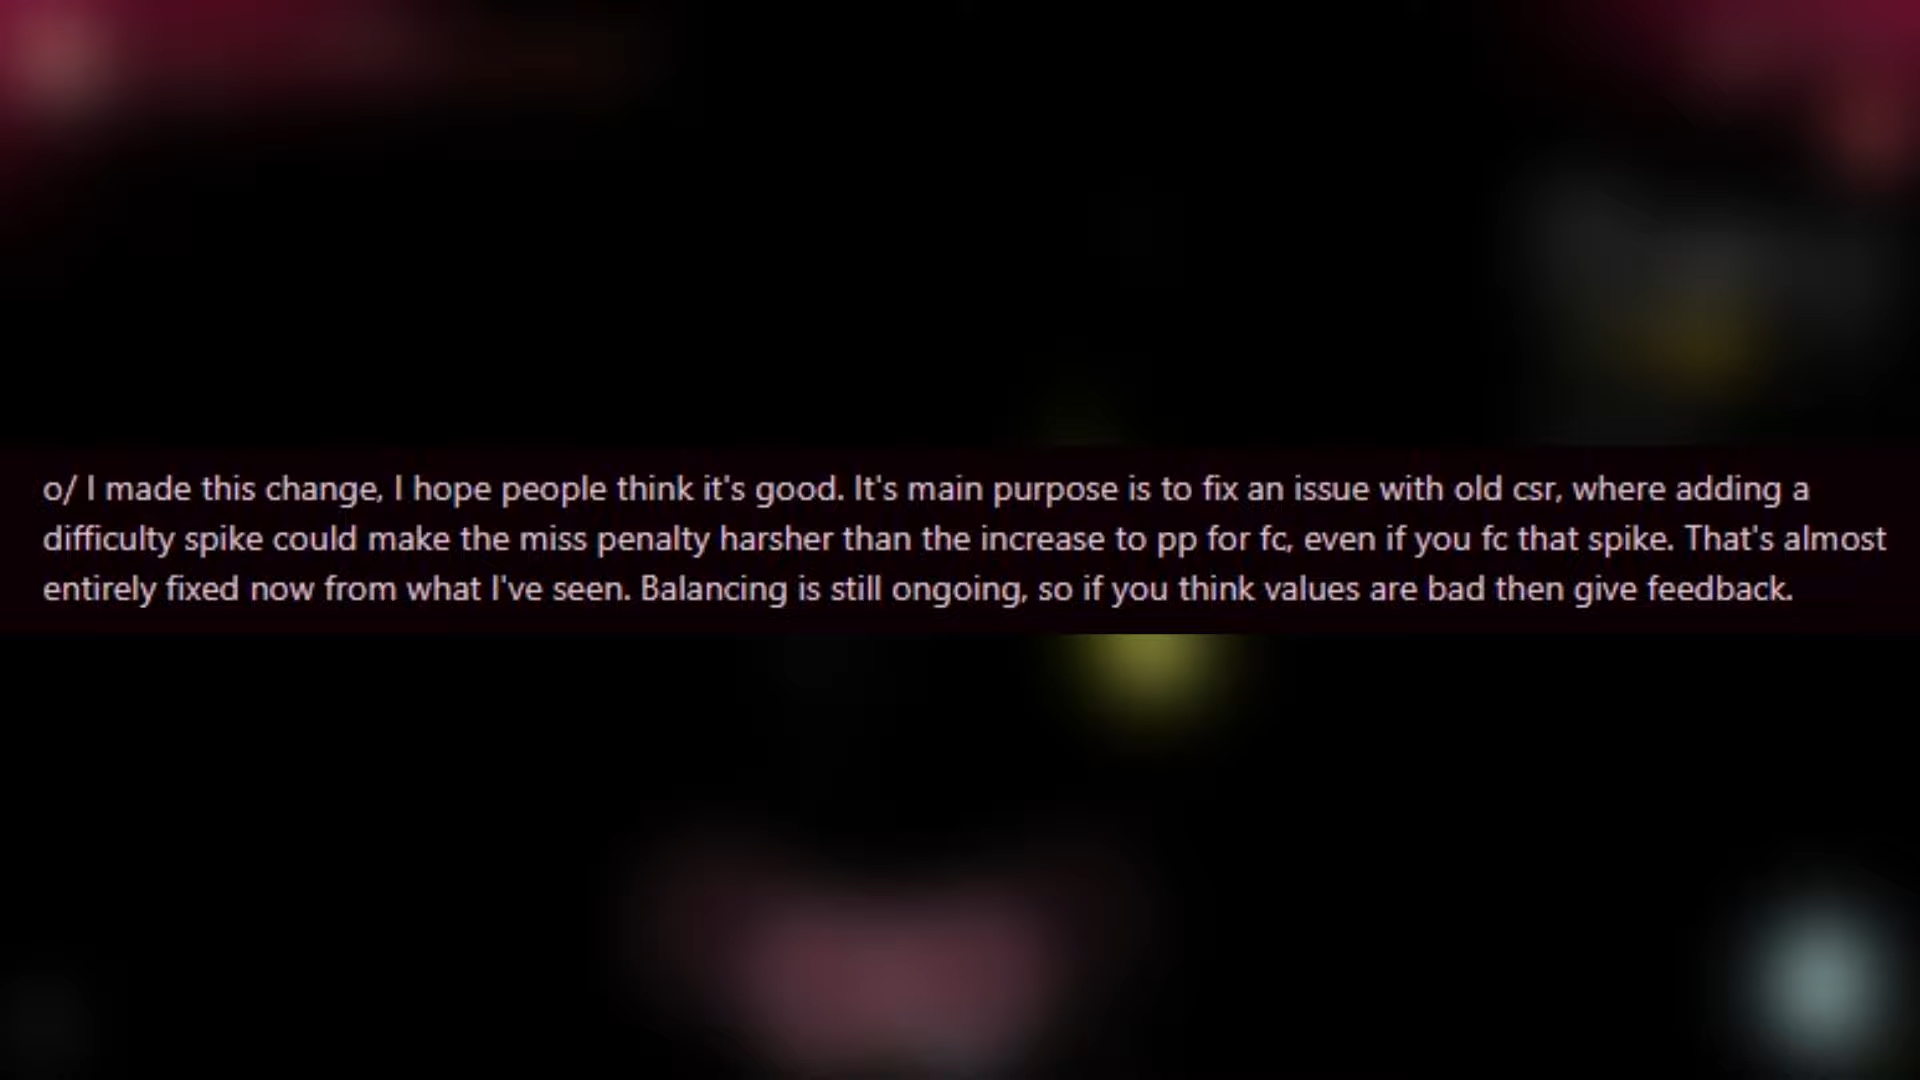 o/ I made this change, I hope people think it's good. It's main purpose is to fix an issue with old csr, where adding a
difficulty spike could make the miss penalty harsher than the increase to pp for fc, even if you fc that spike. That's almost
entirely fixed now from what I've seen. Balancing is still ongoing, so if you think values are bad then give feedback.